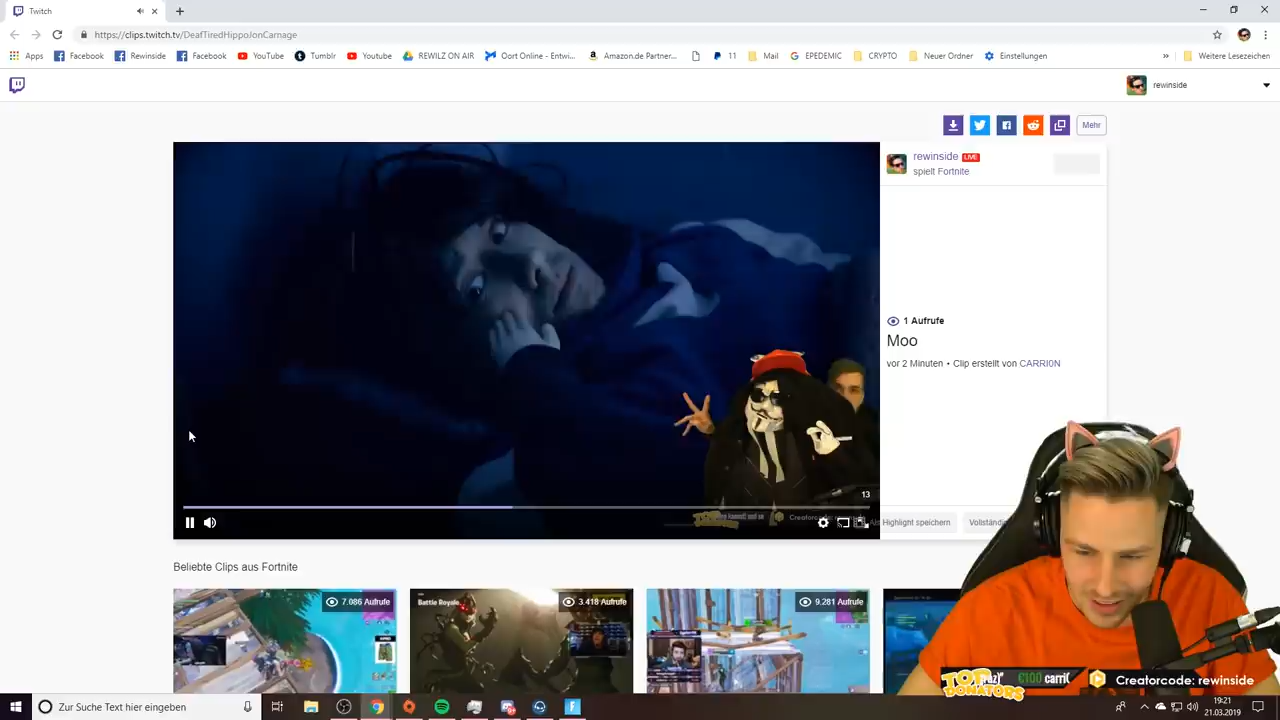 Twitch
https://clips.twitch.tv/DeafTiredHippoJonCarnage
Apps
Facebook
Rewinside
Facebook
YouTube
Tumblr
Youtube
REWILZ ON AIR
Oort Online - Entwi...
Amazon.de Partner...
11
Mail
EPEDEMIC
CRYPTO
Neuer Ordner
Einstellungen
»
Weitere Lesezeichen
rewinside
Mehr
rewinside LIVE
spielt Fortnite
1 Aufrufe
Moo
vor 2 Minuten • Clip erstellt von CARRI0N
13
Als Highlight speichern
Beliebte Clips aus Fortnite
7.086 Aufrufe
Battle Royale
3.418 Aufrufe
9.281 Aufrufe
TOP
DONATORS
€100
Creatorcode: rewinside
Zur Suche Text hier eingeben
19:21
21.03.2019